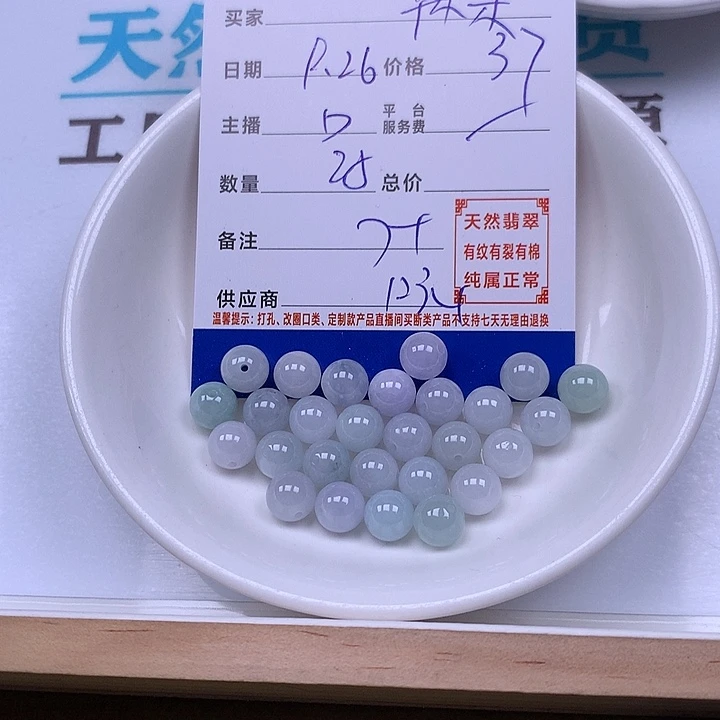 天然
工
源
买家
日期 8.26 价格 37
主播 平台
服务费
数量 28 总价
备注
供应商
天然翡翠
有纹有裂有棉
纯属正常
温馨提示：打孔、改圈口类、定制款产品直播间买断类产品不支持七天无理由退换